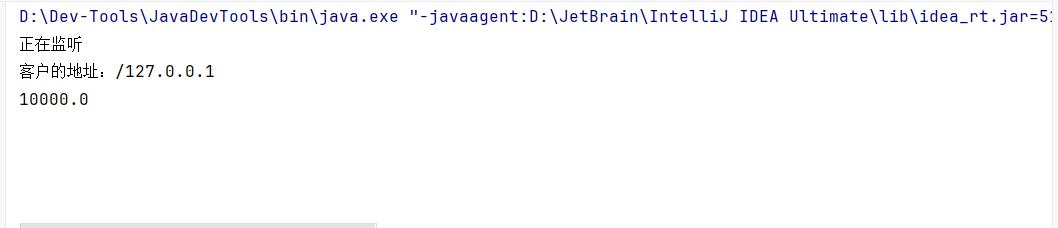 D:\Dev-Tools\JavaDevTools\bin\java.exe "-javaagent:D:\JetBrain\IntelliJ IDEA Ultimate\lib\idea_rt.jar=51
正在监听
客户的地址：/127.0.0.1
10000.0